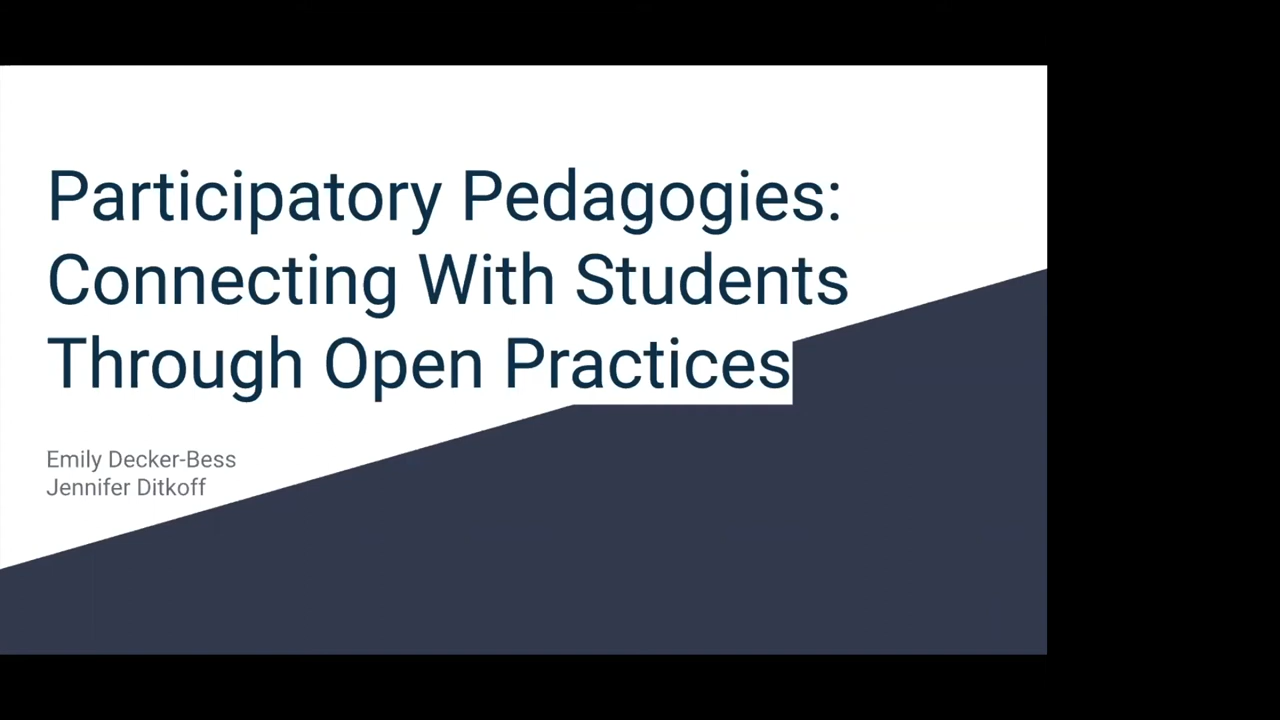 Participatory Pedagogies:
Connecting With Students
Through Open Practices
Emily Decker-Bess
Jennifer Ditkoff